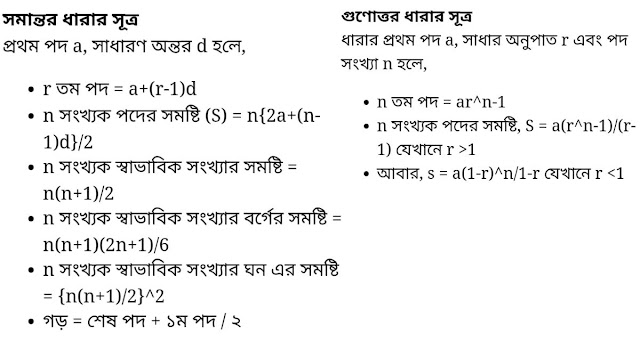 সমান্তর ধারার সূত্র
প্রথম পদ a, সাধারণ অন্তর d হলে,
• r তম পদ = a+(r-1)d
• n সংখ্যক পদের সমষ্টি (S) = n{2a+(n-
1)d}/2
• n সংখ্যক স্বাভাবিক সংখ্যার সমষ্টি =
n(n+1)/2
• n সংখ্যক স্বাভাবিক সংখ্যার বর্গের সমষ্টি =
n(n+1)(2n+1)/6
• n সংখ্যক স্বাভাবিক সংখ্যার ঘন এর সমষ্টি
= {n(n+1)/2}^2
• গড় = শেষ পদ + ১ম পদ / ২
গুণোত্তর ধারার সূত্র
ধারার প্রথম পদ a, সাধার অনুপাত r এবং পদ
সংখ্যা n হলে,
• n তম পদ = ar^n-1
• n সংখ্যক পদের সমষ্টি, S = a(r^n-1)/(r-
1) যেখানে r >1
• আবার, s = a(1-r)^n/1-r যেখানে r <1